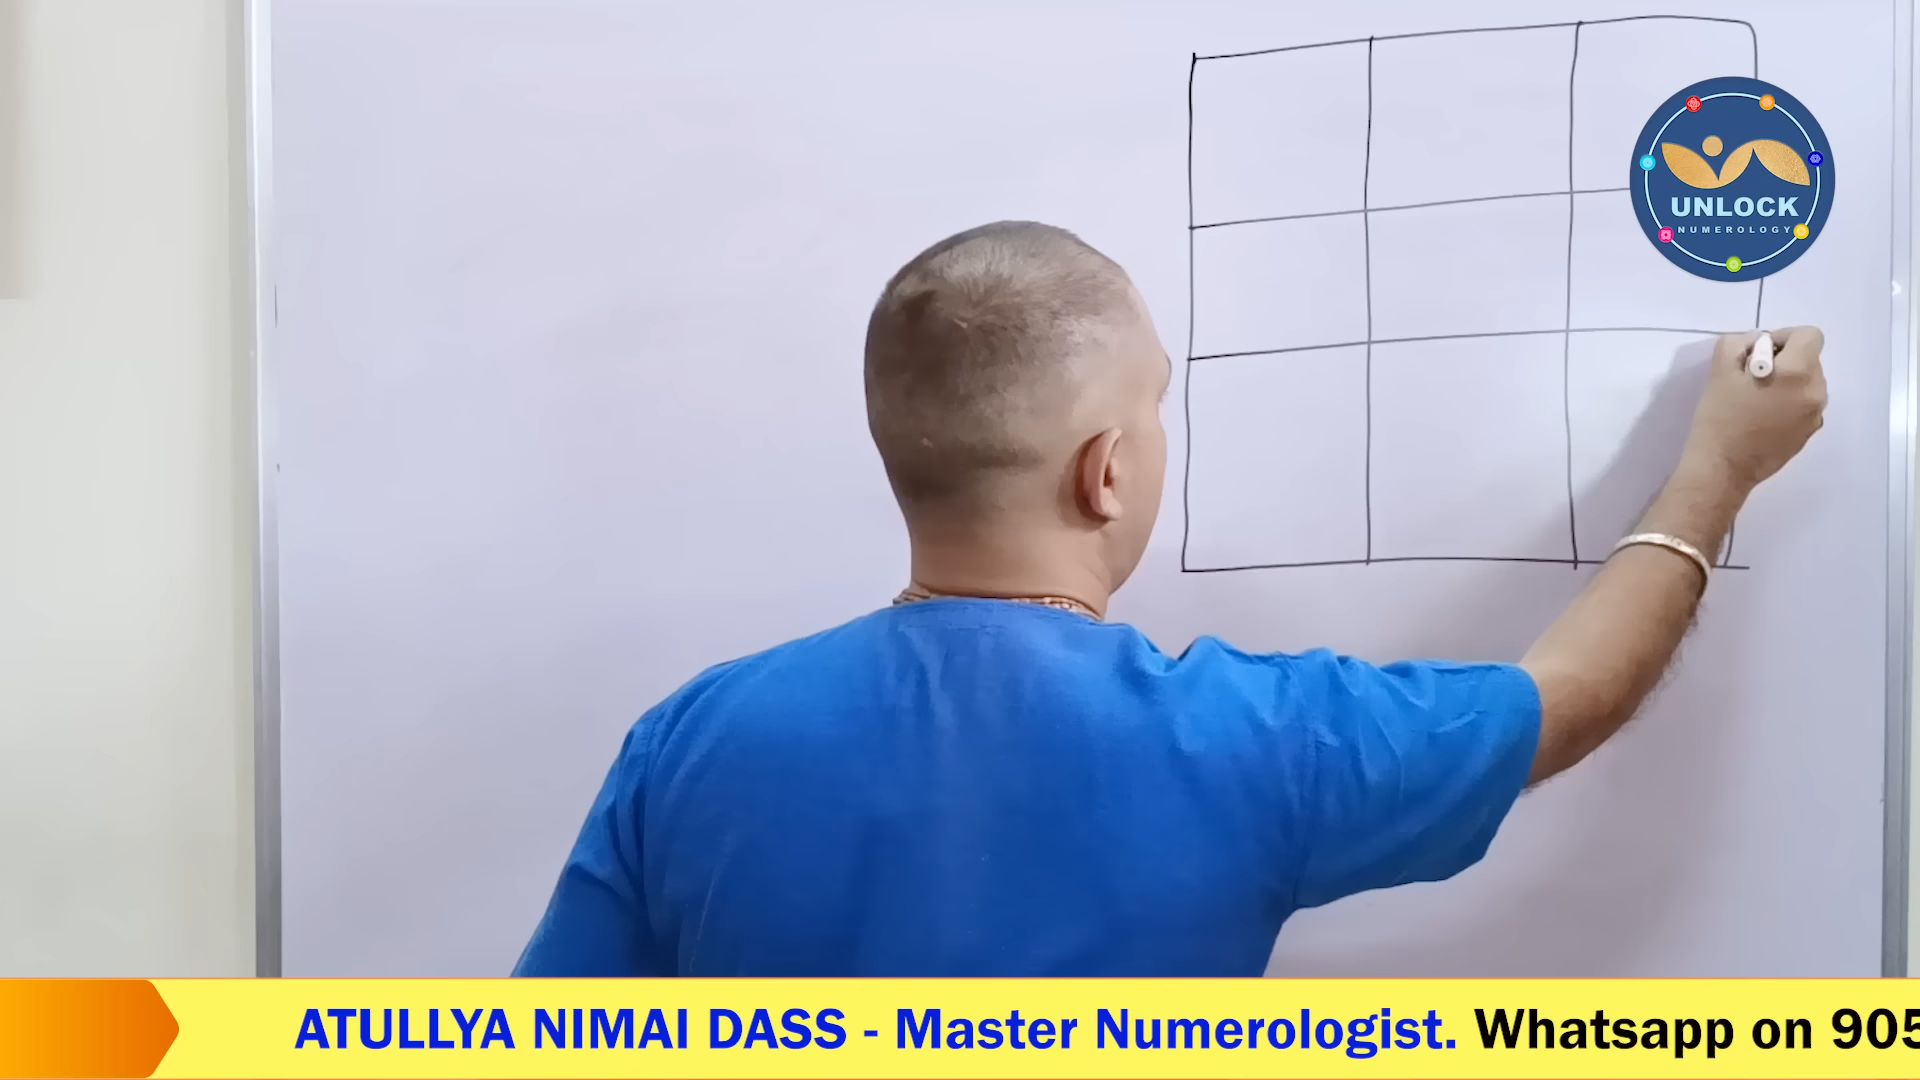 UNLOCK
NUMEROLOGY
ATULLYA NIMAI DASS - Master Numerologist. Whatsapp on 905